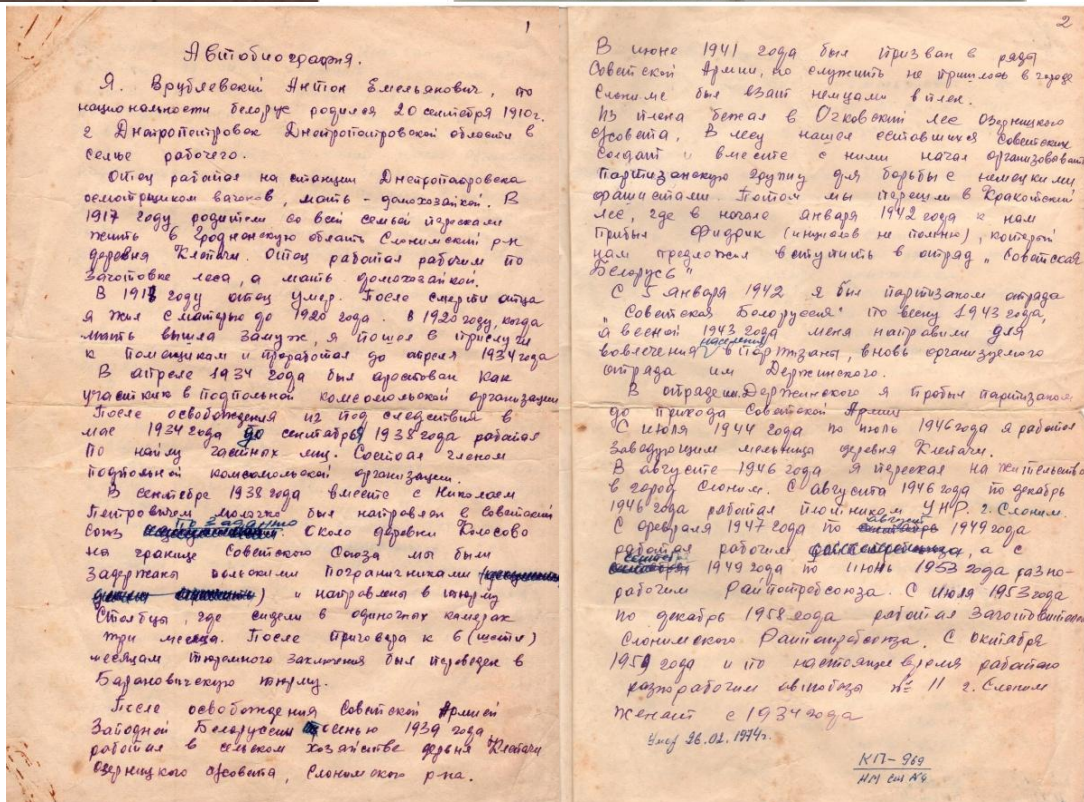 1
Автобиография.
Я. Врублевский Антон Емельянович, по
национальности белорус родился 20 сентября 1910 г.
г Днепропетровск Днепропетровской области в
семье рабочего.
Отец работал на станции Днепропетровска
осмотрщиком вагонов, мать - домохозайкой. В
1917 году родители со всей семьей переехали
жить в Гродненскую область Слонимский р-н
деревня Клепачи. Отец работал рабочим по
заготовке леса, а мать домохозайкой.
В 1918 году отец умер. После смерти отца
я жил с матерью до 1920 года. в 1920 году, когда
мать вышла замуж, я пошел в прислуги
к помещикам и проработал до апреля 1934 года
В апреле 1934 года был арестован как
участник в подпольной комсомольской организации
После освобождения из под следствия в
мае 1934 года до сентября 1938 года работал
по найму частных лиц. Состоял членом
подпольной комсомольской организации.
В сентябре 1938 года вместе с Николаем
Петровичем был направлен в Советский
союз по заданию Около деревни Колосово
на границе Советского Союза мы были
задержаны польскими пограничниками
) и направлены в тюрьму
Столбцы, где сидели в одиночных камерах
три месяца. После приговора к 6 (шести)
месяцам тюремного заключения был переведен в
Барановичскую тюрьму.
После освобождения Советской Армией
Западной Белоруссии осенью 1939 года
работал в сельском хозяйстве деревня Клепачи
Озерницкого с/совета, Слонимского р-на.
2
В июне 1941 года был призван в ряды
Советской Армии, но служить не пришлось в городе
Слониме был взат немцами в плен.
Из плена бежал в Очковский лес Озерницкого
с/совета. В лесу нашел оставшихся Советских
солдат и вместе с ними начал организовывать
партизанскую группу для борьбы с немецкими
фашистами. Потом мы перешли в Краковский
лес, где в начале января 1942 года к нам
прибыл Фидрик (инциалов не помню), который
нам предложил вступить в отряд „Советская
Белорусь"
С 5 января 1942 я был партизаном отряда
„Советская Белоруссия" по весну 1943 года,
а весной 1943 года меня направили для
вовлечения населения в партизаны, вновь организуемого
отряда им Держинского.
В отряде им. Держинского я пробыл партизаном
до прихода Советской Армии
С июля 1944 года по июль 1946 года я работал
заведующим мельницы деревня Клепачи.
В августе 1946 года я переехал на жительство
в город Слоним. С августа 1946 года по декабрь
1946 года работал плотником УНР. г. Слоним.
С февраля 1947 года по август 1949 года
работал рабочим , а с
1949 года по июнь 1953 года разно-
рабочим Райпотребсоюза. С июля 1953 года
по декабрь 1958 года работал заготовителем
Слонимского Райпотребсоюза. С октября
1959 года и по настоящие время работаю
разнорабочим автобазы № 11 г. Слоним
Женат с 1934 года
Умер 26.02.1974г.
КП-969